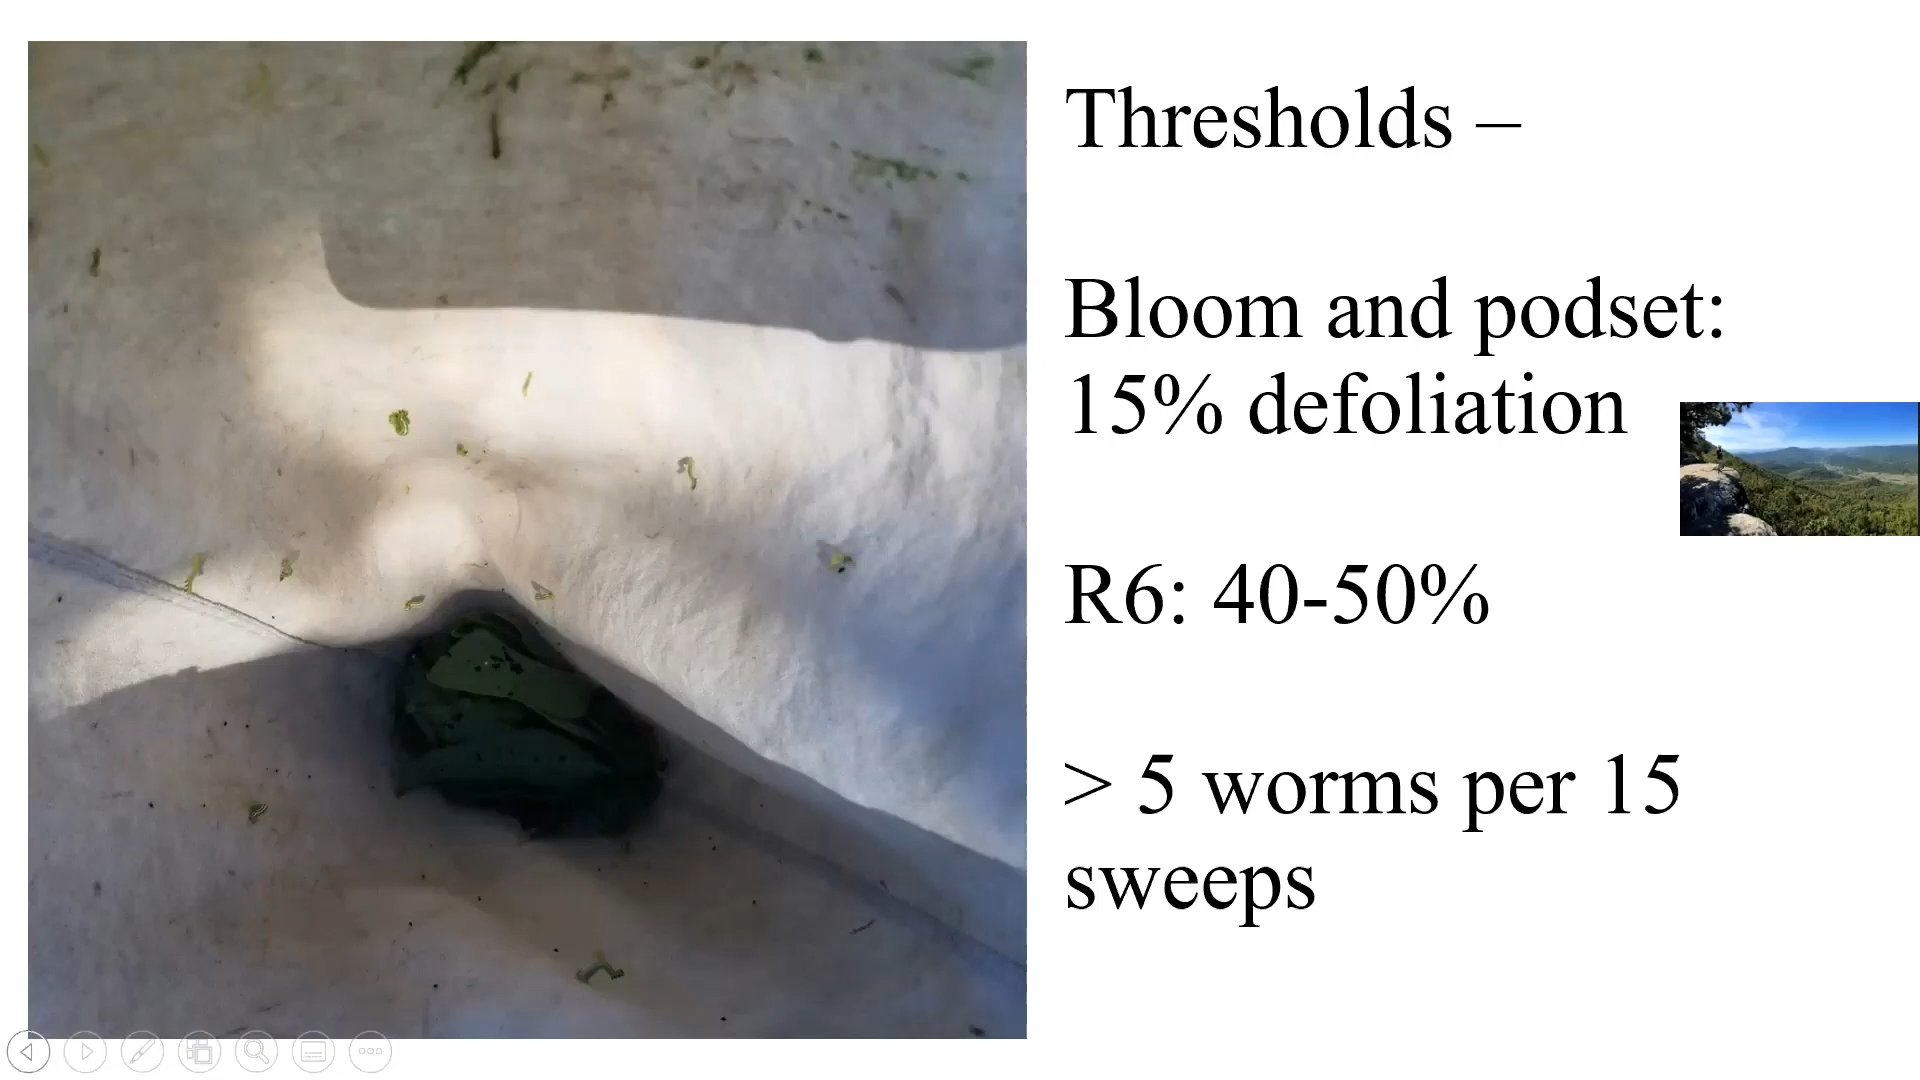 Thresholds –
Bloom and podset:
15% defoliation
R6: 40-50%
> 5 worms per 15
sweeps